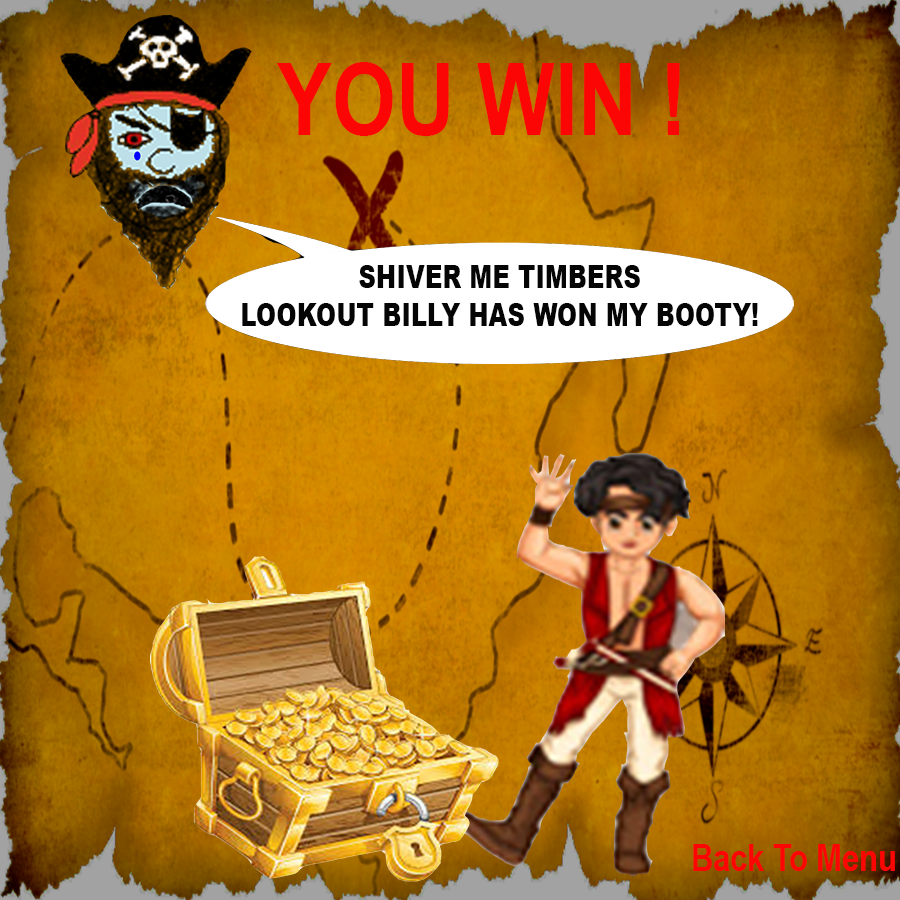 YOU WIN !
SHIVER ME TIMBERS
LOOKOUT BILLY HAS WON MY BOOTY!
N
E
S
Back To Menu